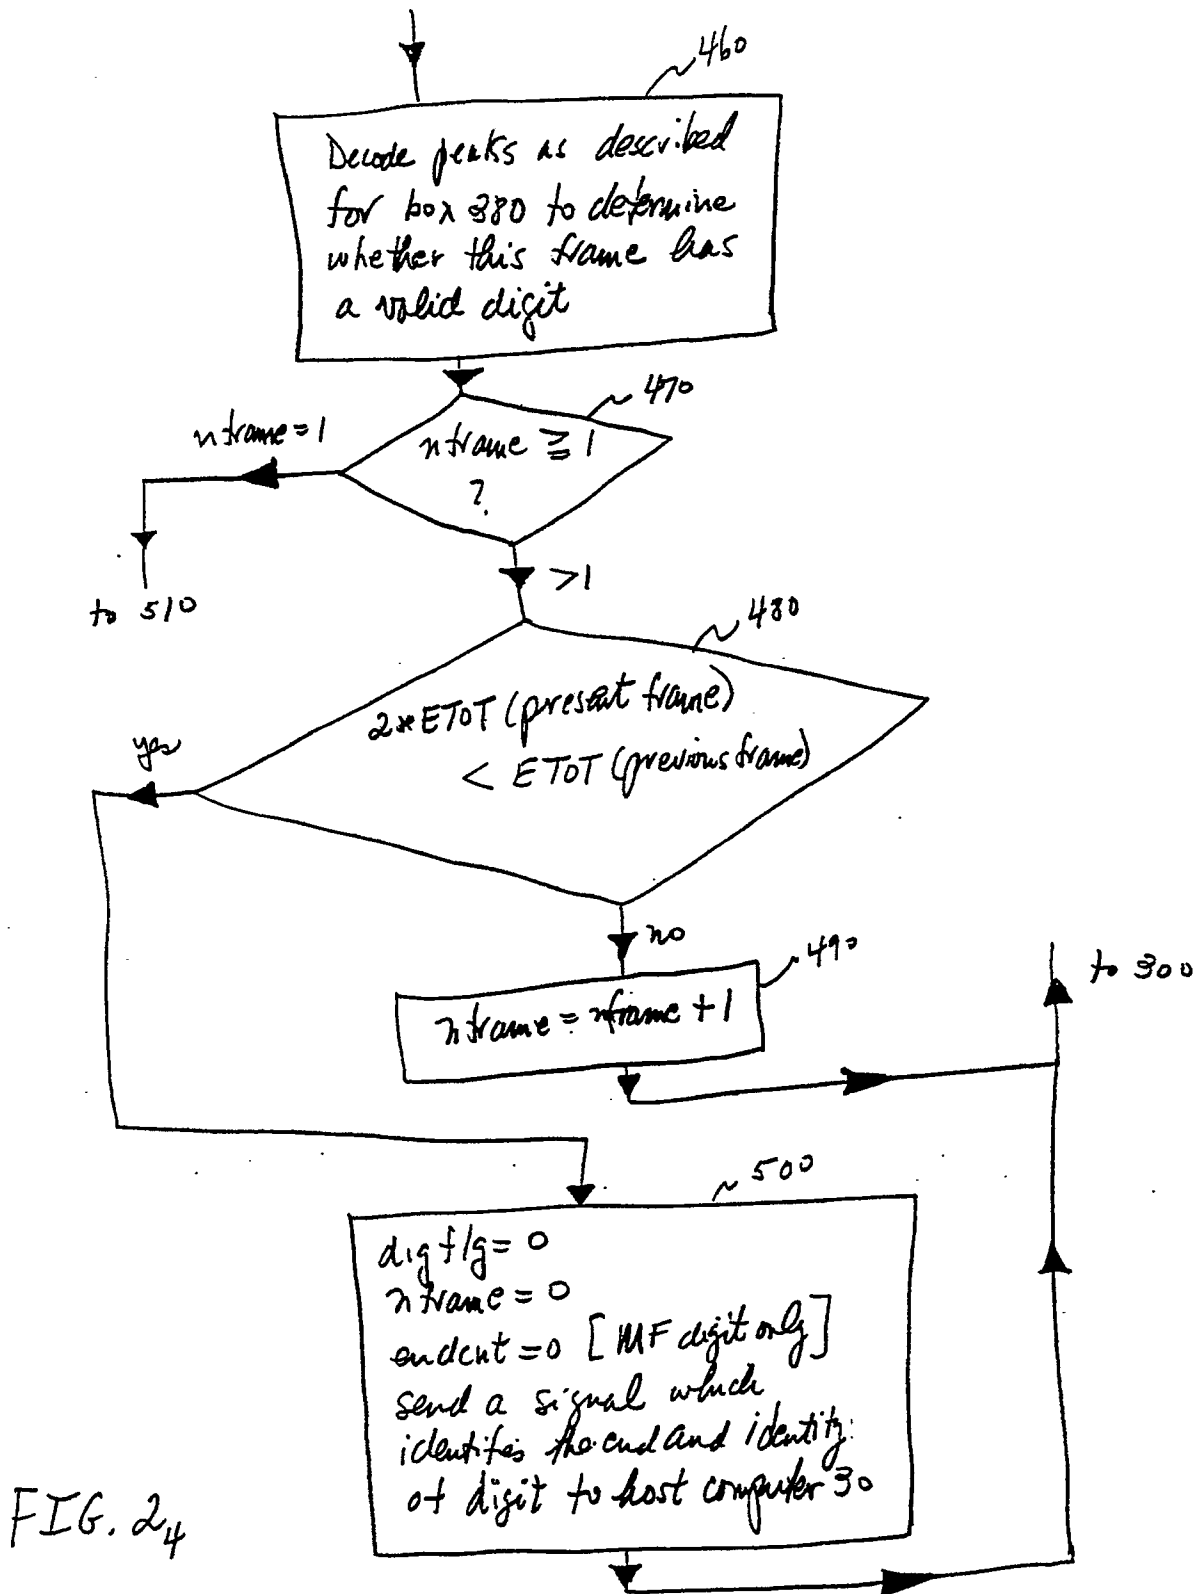 460
Decode peaks as described
for box 380 to determine
whether this frame has
a valid digit
470
nframe = 1
nframe ≧ 1
?
>1
to 510
480
2*ETOT (present frame)
< ETOT (previous frame)
yes
no
490
to 300
nframe = nframe + 1
500
digflg = 0
nframe = 0
endcnt = 0 [MF digit only]
send a signal which
identifies the end and identity
of digit to host computer 30
FIG. 2₄